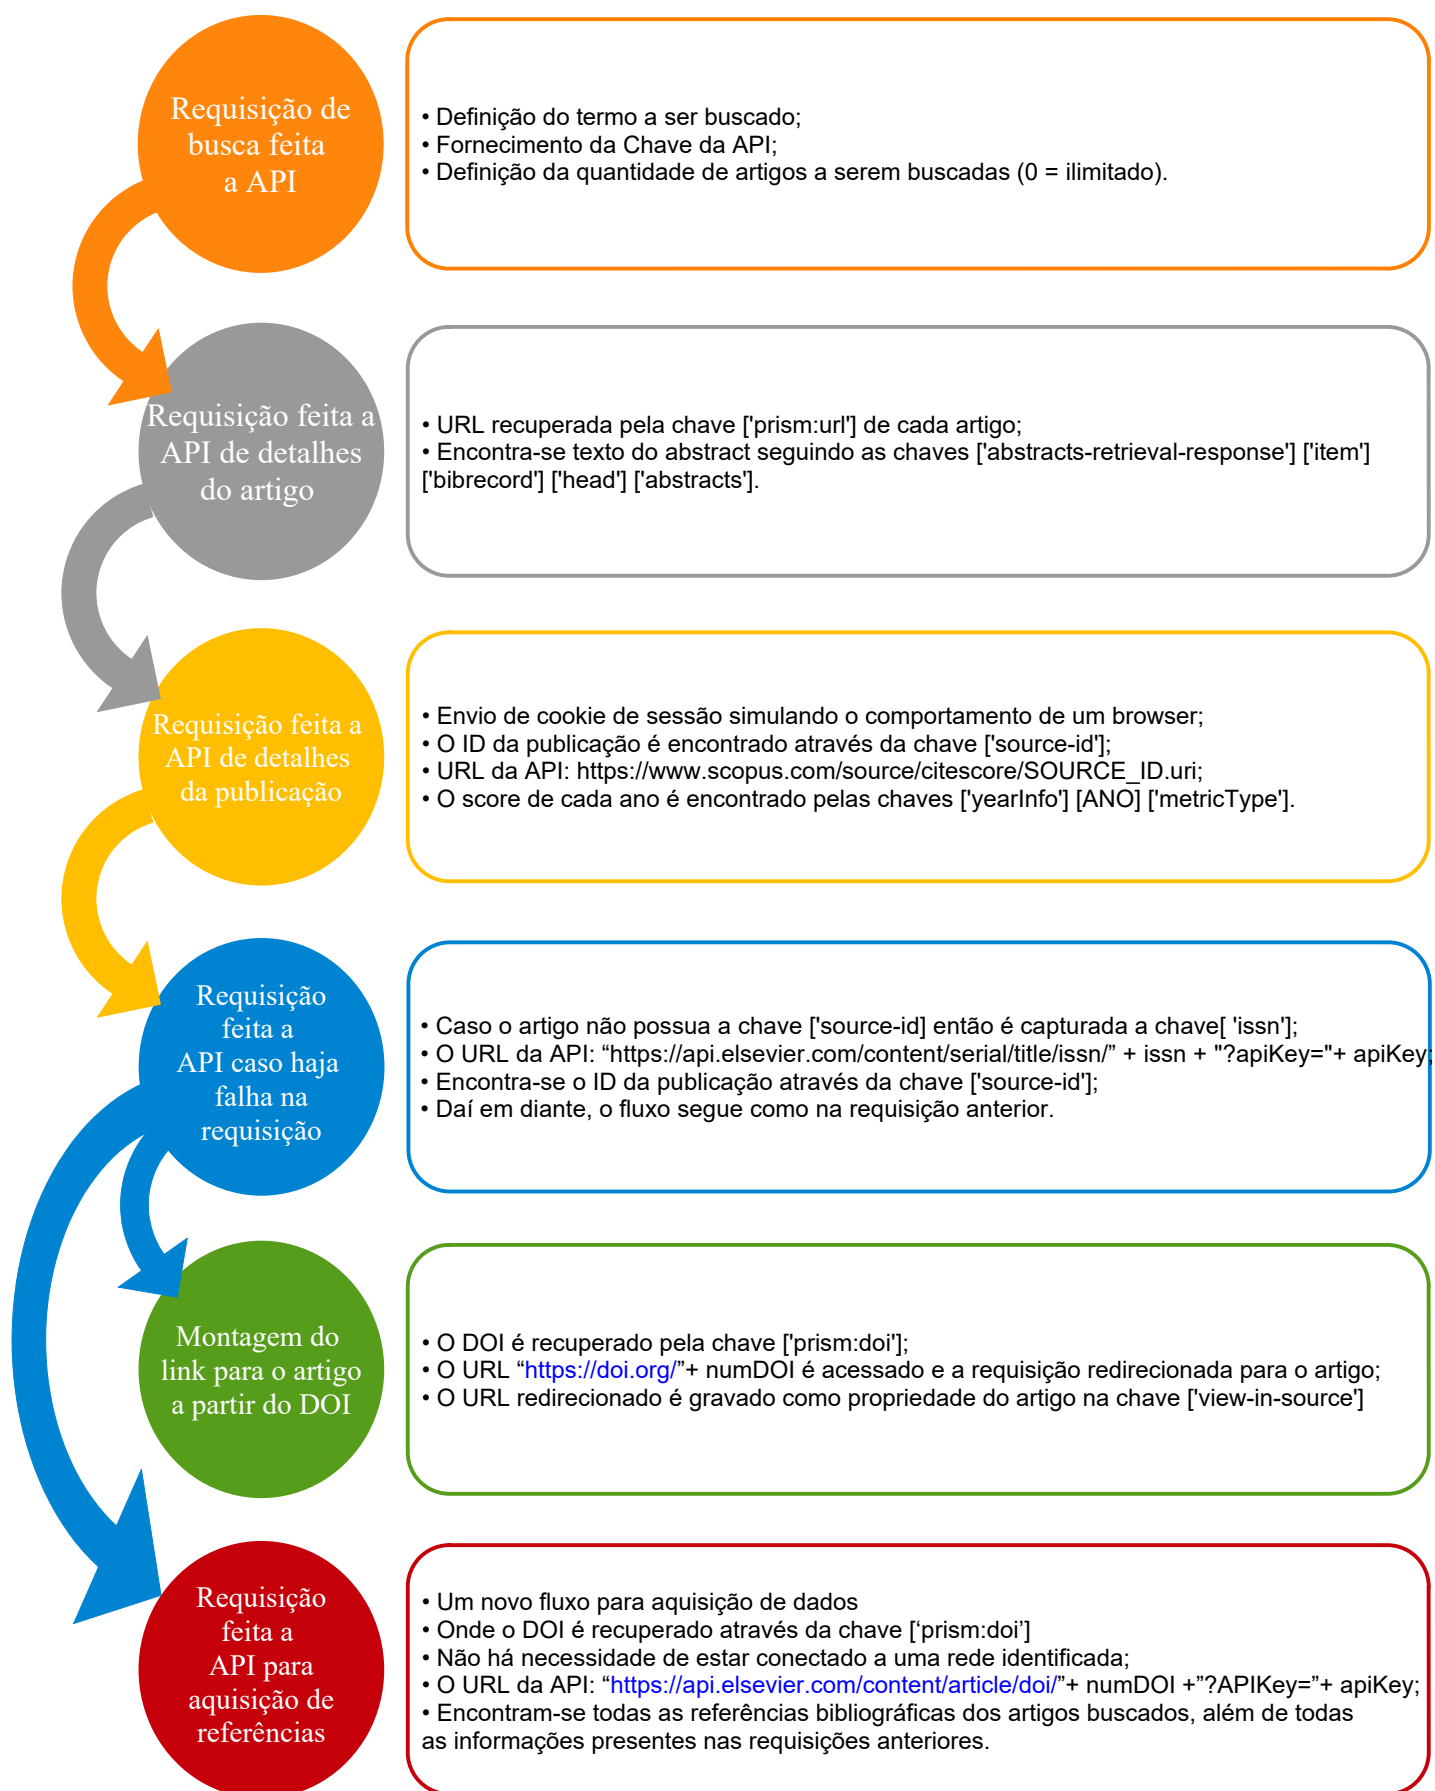 Requisição de
busca feita
a API
• Definição do termo a ser buscado;
• Fornecimento da Chave da API;
• Definição da quantidade de artigos a serem buscadas (0 = ilimitado).
Requisição feita a
API de detalhes
do artigo
• URL recuperada pela chave ['prism:url'] de cada artigo;
• Encontra-se texto do abstract seguindo as chaves ['abstracts-retrieval-response'] ['item']
['bibrecord'] ['head'] ['abstracts'].
Requisição feita a
API de detalhes
da publicação
• Envio de cookie de sessão simulando o comportamento de um browser;
• O ID da publicação é encontrado através da chave ['source-id'];
• URL da API: https://www.scopus.com/source/citescore/SOURCE_ID.uri;
• O score de cada ano é encontrado pelas chaves ['yearInfo'] [ANO] ['metricType'].
Requisição
feita a
API caso haja
falha na
requisição
• Caso o artigo não possua a chave ['source-id] então é capturada a chave[ 'issn'];
• O URL da API: “https://api.elsevier.com/content/serial/title/issn/” + issn + "?apiKey="+ apiKey;
• Encontra-se o ID da publicação através da chave ['source-id'];
• Daí em diante, o fluxo segue como na requisição anterior.
Montagem do
link para o artigo
a partir do DOI
• O DOI é recuperado pela chave ['prism:doi'];
• O URL “https://doi.org/”+ numDOI é acessado e a requisição redirecionada para o artigo;
• O URL redirecionado é gravado como propriedade do artigo na chave ['view-in-source']
Requisição
feita a
API para
aquisição de
referências
• Um novo fluxo para aquisição de dados
• Onde o DOI é recuperado através da chave [‘prism:doi’]
• Não há necessidade de estar conectado a uma rede identificada;
• O URL da API: “https://api.elsevier.com/content/article/doi/”+ numDOI +”?APIKey=”+ apiKey;
• Encontram-se todas as referências bibliográficas dos artigos buscados, além de todas
as informações presentes nas requisições anteriores.